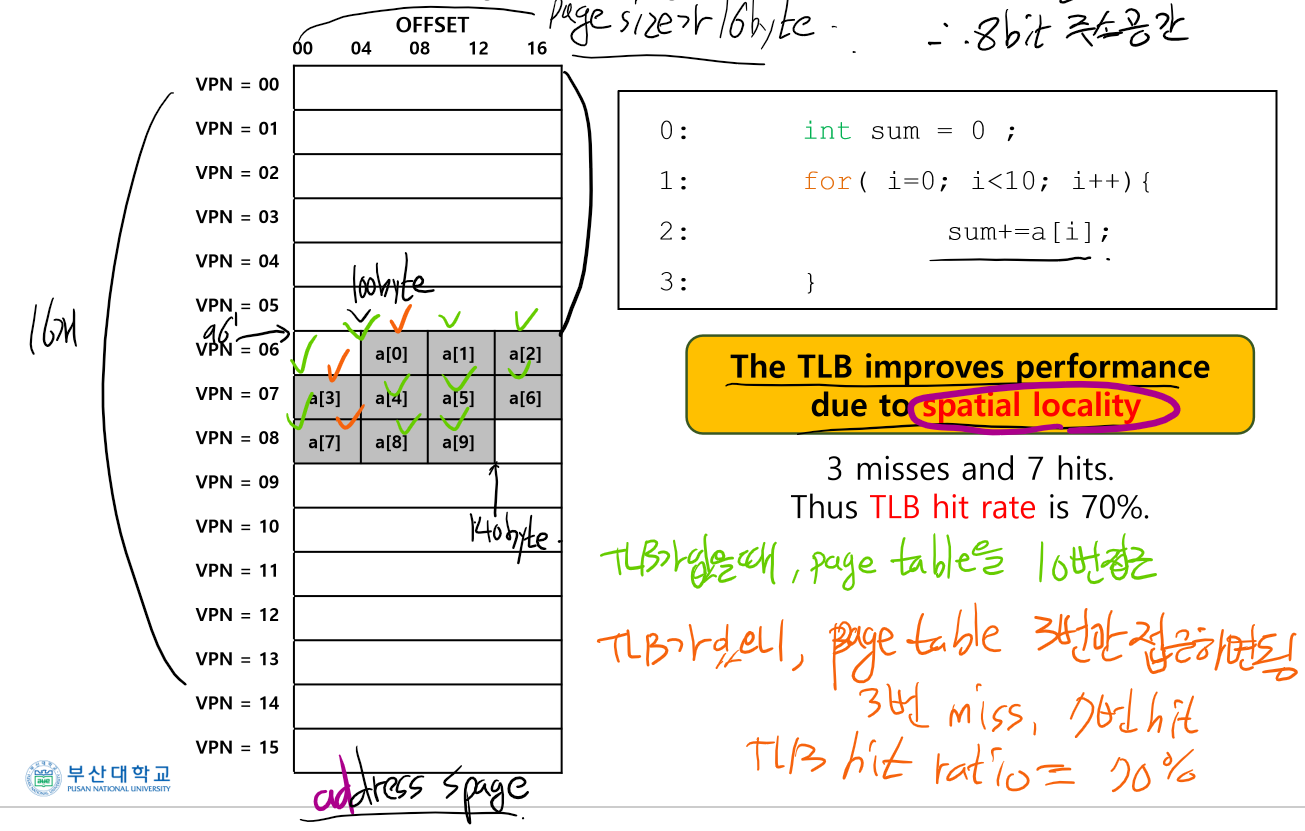 page size가 16byte
∴ 8bit 주소공간
OFFSET
00 04 08 12 16
VPN = 00
VPN = 01
VPN = 02
VPN = 03
VPN = 04
VPN = 05
VPN = 06
VPN = 07
VPN = 08
VPN = 09
VPN = 10
VPN = 11
VPN = 12
VPN = 13
VPN = 14
VPN = 15
16개
96
100byte
a[0] a[1] a[2]
a[3] a[4] a[5] a[6]
a[7] a[8] a[9]
140byte
address space
0: int sum = 0 ;
1: for( i=0; i<10; i++){
2: sum+=a[i];
3: }
The TLB improves performance
due to spatial locality
3 misses and 7 hits.
Thus TLB hit rate is 70%.
TLB가 없을때, page table을 10번 접근
TLB가 있으니, page table 3번만 접근하면됨
3번 miss, 7번 hit
TLB hit ratio = 70%
부산대학교
PUSAN NATIONAL UNIVERSITY